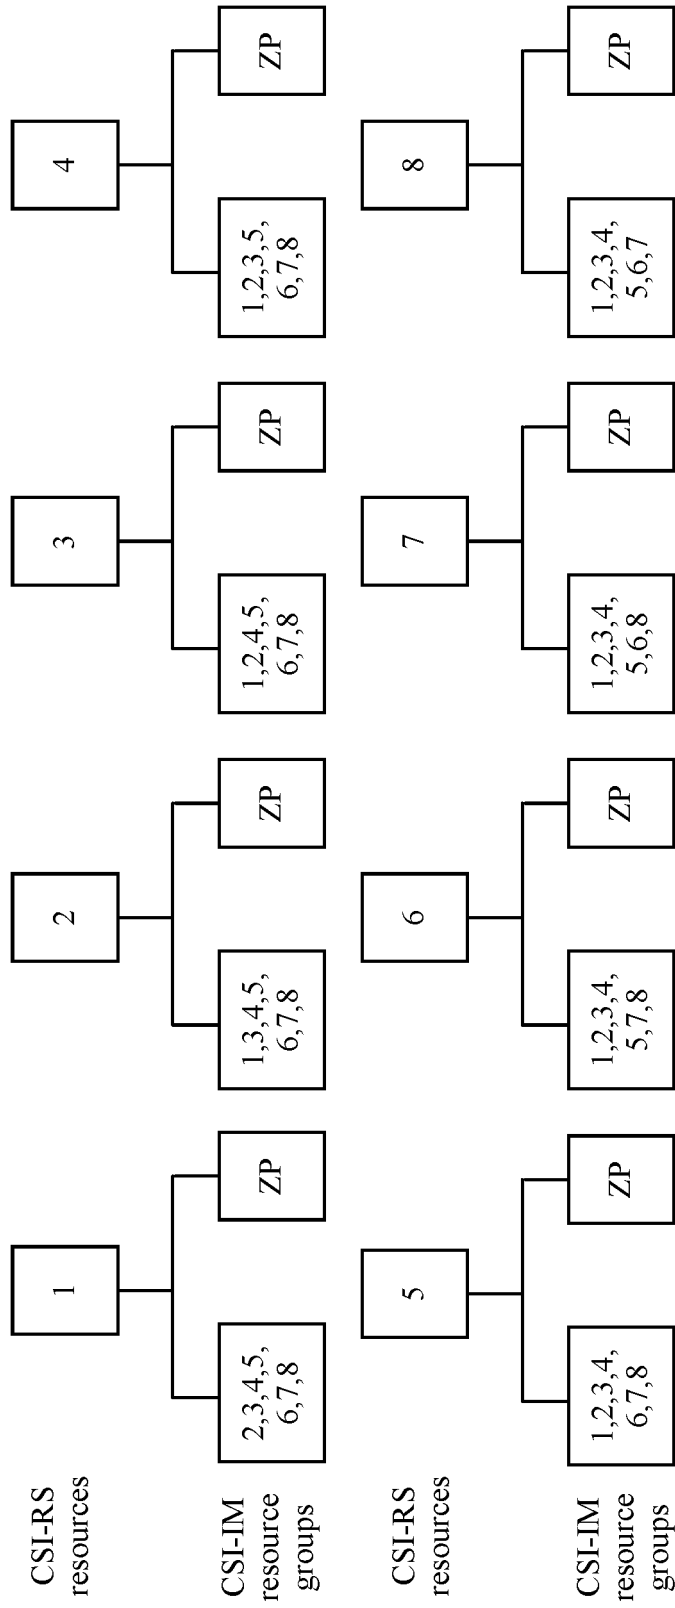 CSI-RS
resources
1
2
3
4
CSI-IM
resource
groups
2,3,4,5,
6,7,8
ZP
1,3,4,5,
6,7,8
ZP
1,2,4,5,
6,7,8
ZP
1,2,3,5,
6,7,8
ZP
CSI-RS
resources
5
6
7
8
CSI-IM
resource
groups
1,2,3,4,
6,7,8
ZP
1,2,3,4,
5,7,8
ZP
1,2,3,4,
5,6,8
ZP
1,2,3,4,
5,6,7
ZP